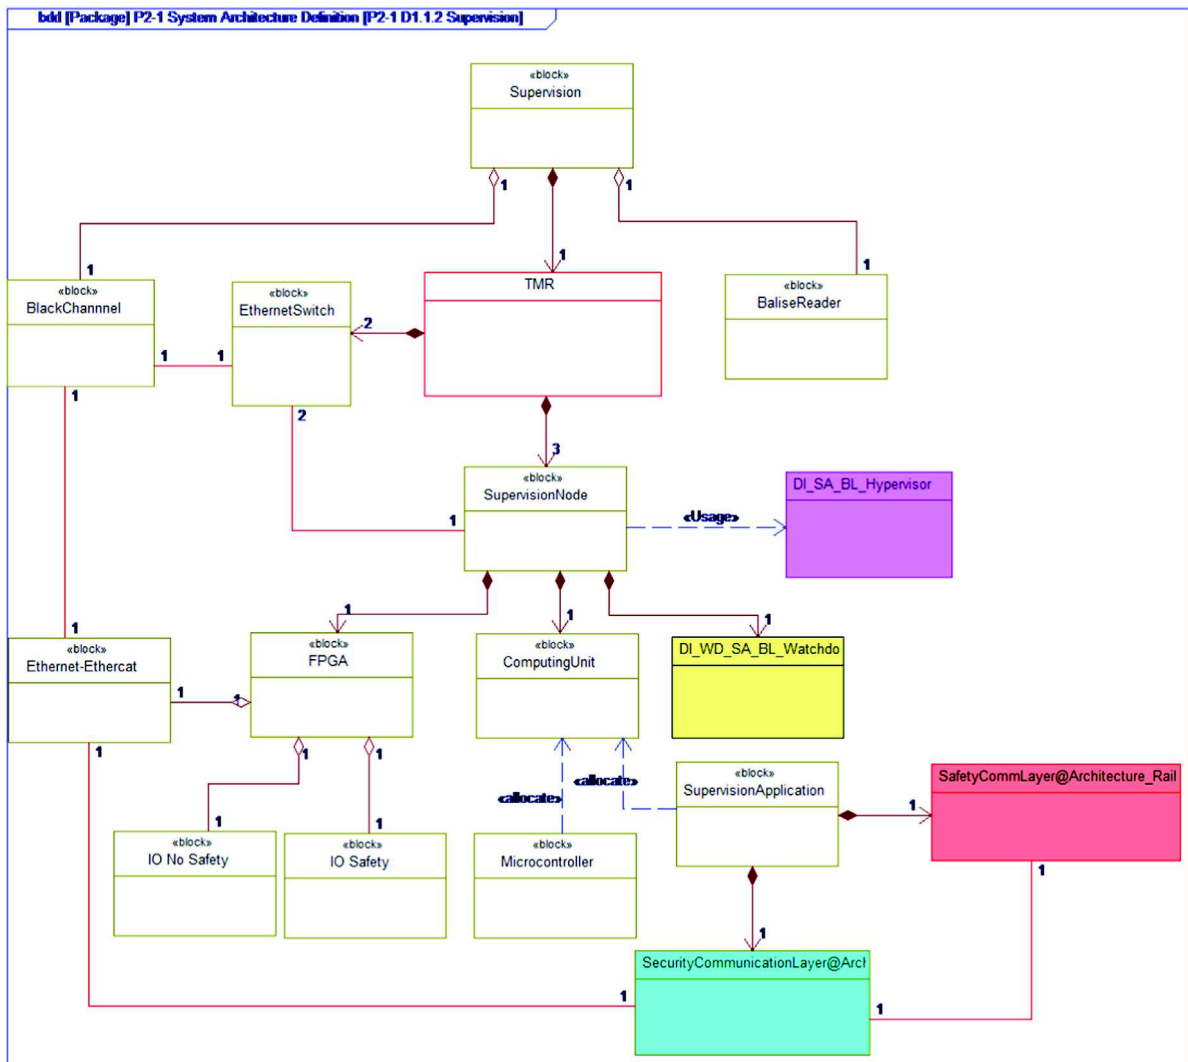 bdd [Package] P2-1 System Architecture Definition [P2-1 D1.1.2 Supervision]
«block»
Supervision
1
1
1
1
1
«block»
BlackChannnel
«block»
EthernetSwitch
TMR
«block»
BaliseReader
2
1
1
1
2
3
«block»
SupervisionNode
DI_SA_BL_Hypervisor
1
«Usage»
1
1
1
1
«block»
Ethernet-Ethercat
«block»
FPGA
«block»
ComputingUnit
DI_WD_SA_BL_Watchdo
1
1
1
1
1
«allocate»
«allocate»
«block»
SupervisionApplication
SafetyCommLayer@Architecture_Rail
1
1
1
«block»
IO No Safety
«block»
IO Safety
«block»
Microcontroller
1
1
SecurityCommunicationLayer@Arch
1
1